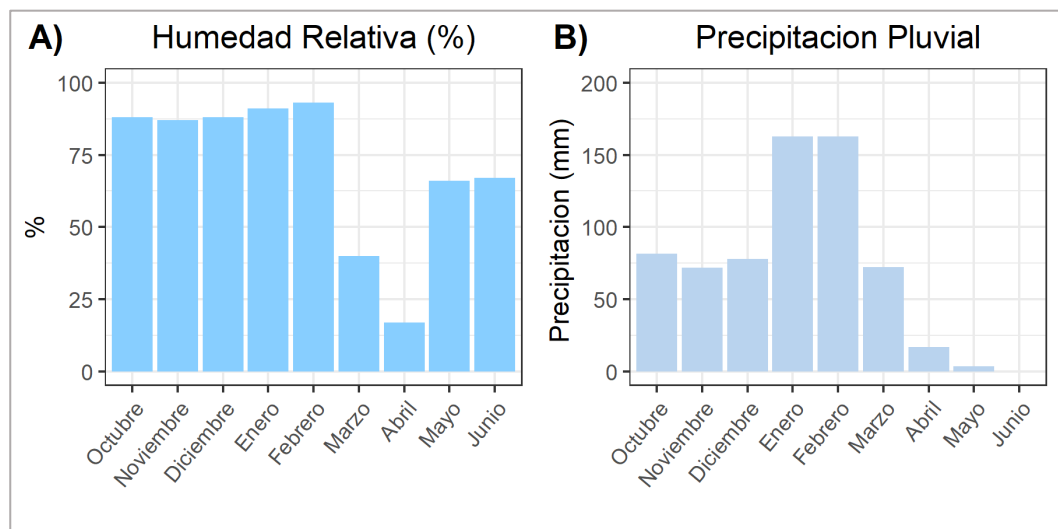 A) Humedad Relativa (%)
100
75
50
25
0
%
Octubre
Noviembre
Diciembre
Enero
Febrero
Marzo
Abril
Mayo
Junio
B) Precipitacion Pluvial
200
150
100
50
0
Precipitacion (mm)
Octubre
Noviembre
Diciembre
Enero
Febrero
Marzo
Abril
Mayo
Junio